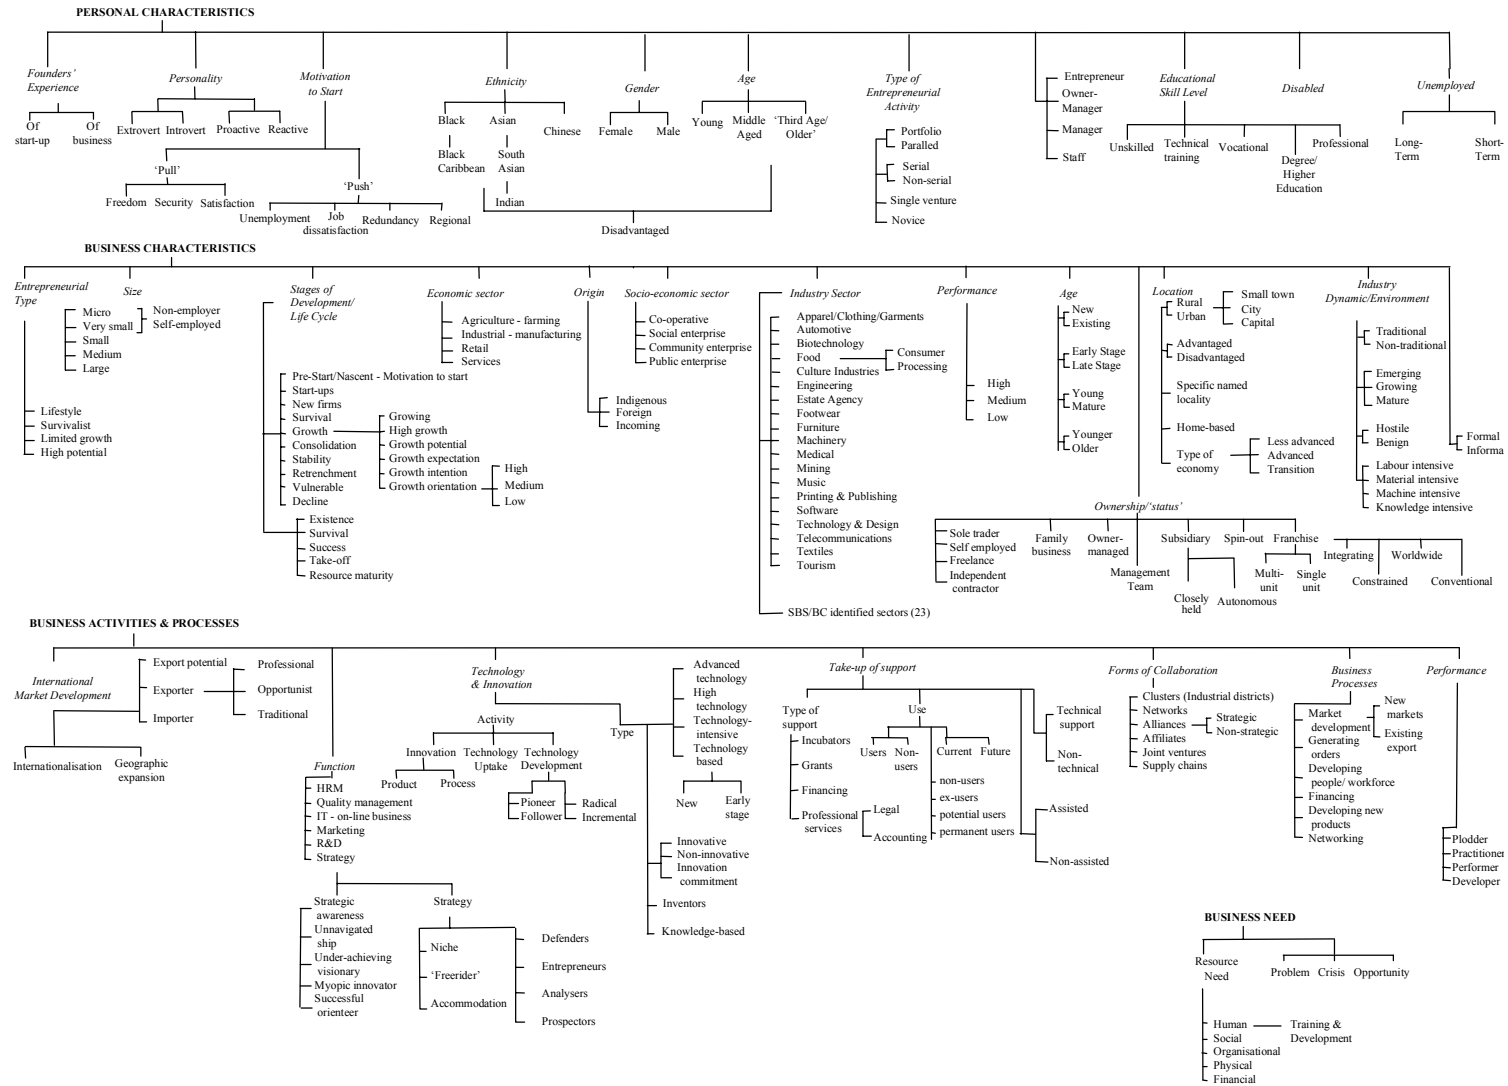 PERSONAL CHARACTERISTICS
Founders’
Experience
Of
start-up
Of
business
Personality
Extrovert
Introvert
Proactive
Reactive
Motivation
to Start
‘Pull’
Freedom
Security
Satisfaction
‘Push’
Unemployment
Job
dissatisfaction
Redundancy
Regional
Ethnicity
Black
Asian
Chinese
Black
Caribbean
South
Asian
Indian
Gender
Female
Male
Age
Young
Middle
Aged
‘Third Age/
Older’
Disadvantaged
Type of
Entrepreneurial
Activity
Portfolio
Paralled
Serial
Non-serial
Single venture
Novice
Entrepreneur
Owner-
Manager
Manager
Staff
Educational
Skill Level
Unskilled
Technical
training
Vocational
Degree/
Higher
Education
Professional
Disabled
Unemployed
Long-
Term
Short-
Term
BUSINESS CHARACTERISTICS
Entrepreneurial
Type
Lifestyle
Survivalist
Limited growth
High potential
Size
Micro
Very small
Small
Medium
Large
Non-employer
Self-employed
Stages of
Development/
Life Cycle
Pre-Start/Nascent - Motivation to start
Start-ups
New firms
Survival
Growth
Consolidation
Stability
Retrenchment
Vulnerable
Decline
Growing
High growth
Growth potential
Growth expectation
Growth intention
Growth orientation
High
Medium
Low
Existence
Survival
Success
Take-off
Resource maturity
Economic sector
Agriculture - farming
Industrial - manufacturing
Retail
Services
Origin
Indigenous
Foreign
Incoming
Socio-economic sector
Co-operative
Social enterprise
Community enterprise
Public enterprise
Industry Sector
Apparel/Clothing/Garments
Automotive
Biotechnology
Food
Culture Industries
Engineering
Estate Agency
Footwear
Furniture
Machinery
Medical
Mining
Music
Printing & Publishing
Software
Technology & Design
Telecommunications
Textiles
Tourism
Consumer
Processing
SBS/BC identified sectors (23)
Performance
High
Medium
Low
Age
New
Existing
Early Stage
Late Stage
Young
Mature
Younger
Older
Location
Rural
Urban
Small town
City
Capital
Advantaged
Disadvantaged
Specific named
locality
Home-based
Type of
economy
Less advanced
Advanced
Transition
Industry
Dynamic/Environment
Traditional
Non-traditional
Emerging
Growing
Mature
Hostile
Benign
Labour intensive
Material intensive
Machine intensive
Knowledge intensive
Formal
Informa
Ownership/‘status’
Sole trader
Self employed
Freelance
Independent
contractor
Family
business
Owner-
managed
Management
Team
Subsidiary
Closely
held
Autonomous
Spin-out
Franchise
Multi-
unit
Single
unit
Integrating
Constrained
Worldwide
Conventional
BUSINESS ACTIVITIES & PROCESSES
International
Market Development
Internationalisation
Geographic
expansion
Export potential
Exporter
Importer
Professional
Opportunist
Traditional
Function
HRM
Quality management
IT - on-line business
Marketing
R&D
Strategy
Strategic
awareness
Unnavigated
ship
Under-achieving
visionary
Myopic innovator
Successful
orienteer
Strategy
Niche
‘Freerider’
Accommodation
Defenders
Entrepreneurs
Analysers
Prospectors
Technology
& Innovation
Activity
Innovation
Technology
Uptake
Technology
Development
Product
Process
Pioneer
Follower
Radical
Incremental
Type
Advanced
technology
High
technology
Technology-
intensive
Technology
based
New
Early
stage
Innovative
Non-innovative
Innovation
commitment
Inventors
Knowledge-based
Take-up of support
Type of
support
Incubators
Grants
Financing
Professional
services
Legal
Accounting
Use
Users
Non-
users
Current
Future
non-users
ex-users
potential users
permanent users
Technical
support
Non-
technical
Assisted
Non-assisted
Forms of Collaboration
Clusters (Industrial districts)
Networks
Alliances
Affiliates
Joint ventures
Supply chains
Strategic
Non-strategic
Business
Processes
Market
development
Generating
orders
Developing
people/ workforce
Financing
Developing new
products
Networking
New
markets
Existing
export
Performance
Plodder
Practitioner
Performer
Developer
BUSINESS NEED
Resource
Need
Problem
Crisis
Opportunity
Human
Social
Organisational
Physical
Financial
Training &
Development